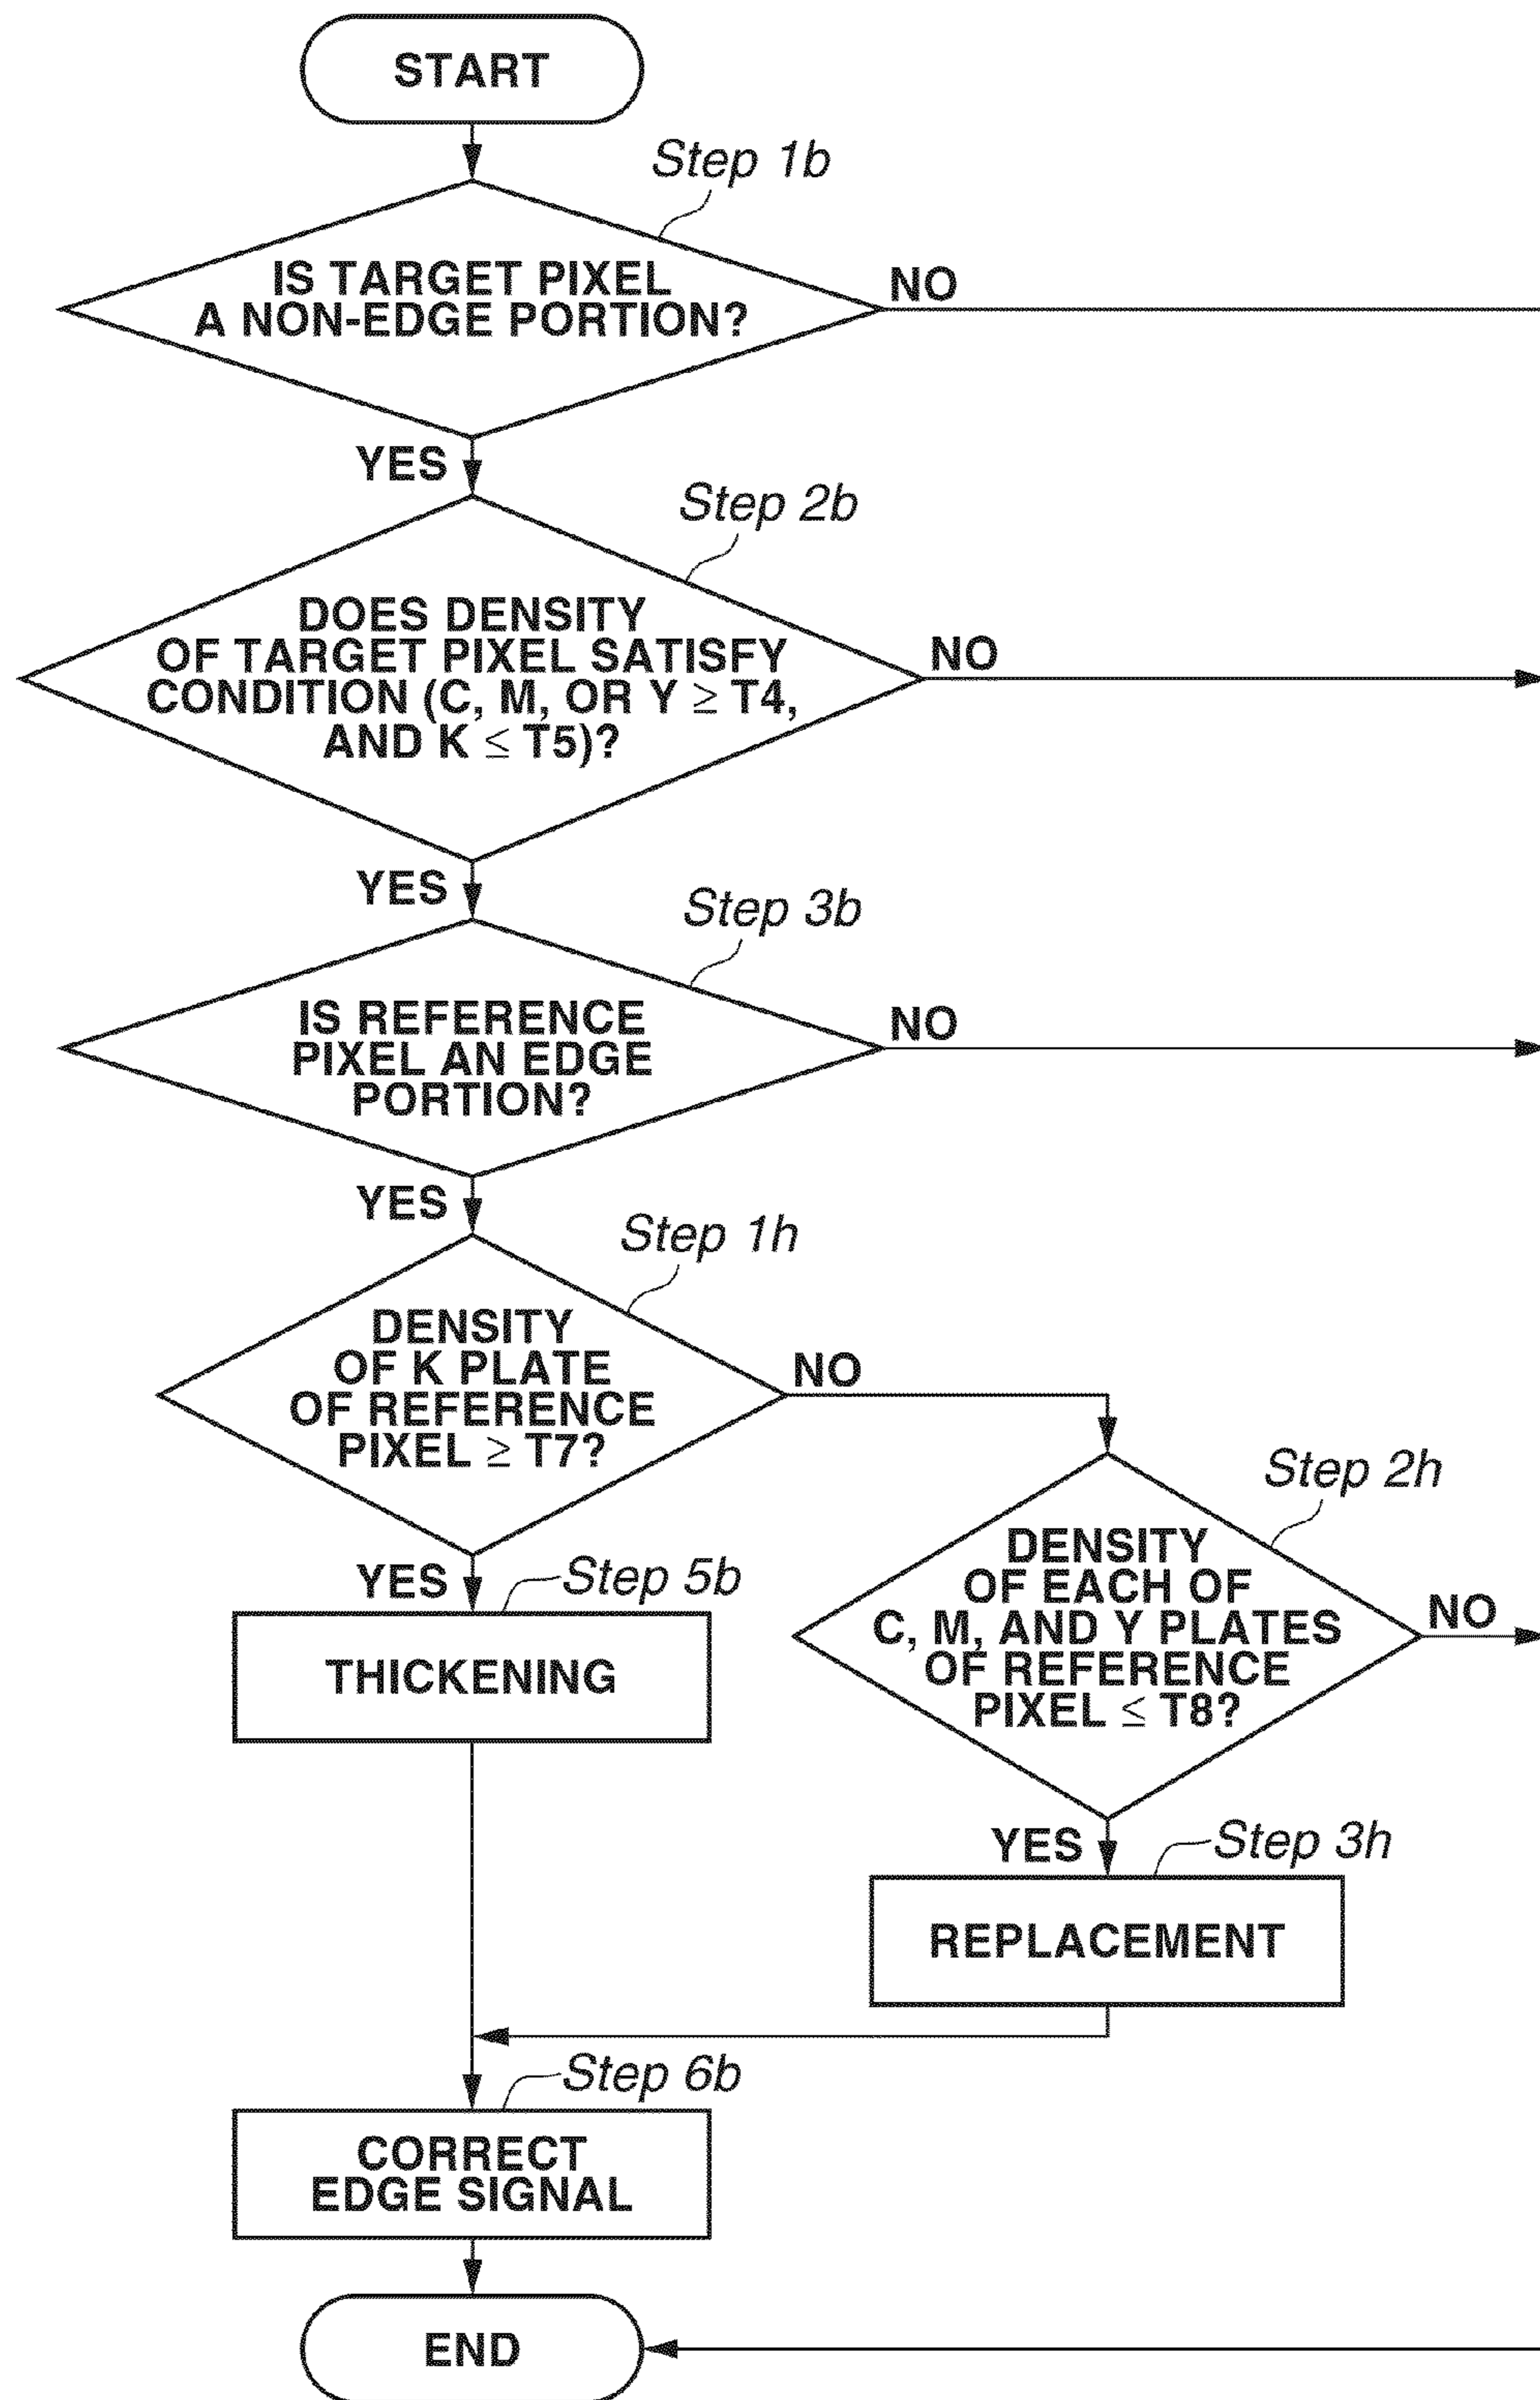 START
Step 1b
IS TARGET PIXEL
A NON-EDGE PORTION?
NO
YES
Step 2b
DOES DENSITY
OF TARGET PIXEL SATISFY
CONDITION (C, M, OR Y ≥ T4,
AND K ≤ T5)?
NO
YES
Step 3b
IS REFERENCE
PIXEL AN EDGE
PORTION?
NO
YES
Step 1h
DENSITY
OF K PLATE
OF REFERENCE
PIXEL ≥ T7?
NO
YES
Step 2h
DENSITY
OF EACH OF
C, M, AND Y PLATES
OF REFERENCE
PIXEL ≤ T8?
NO
YES
Step 5b
THICKENING
Step 3h
REPLACEMENT
Step 6b
CORRECT
EDGE SIGNAL
END